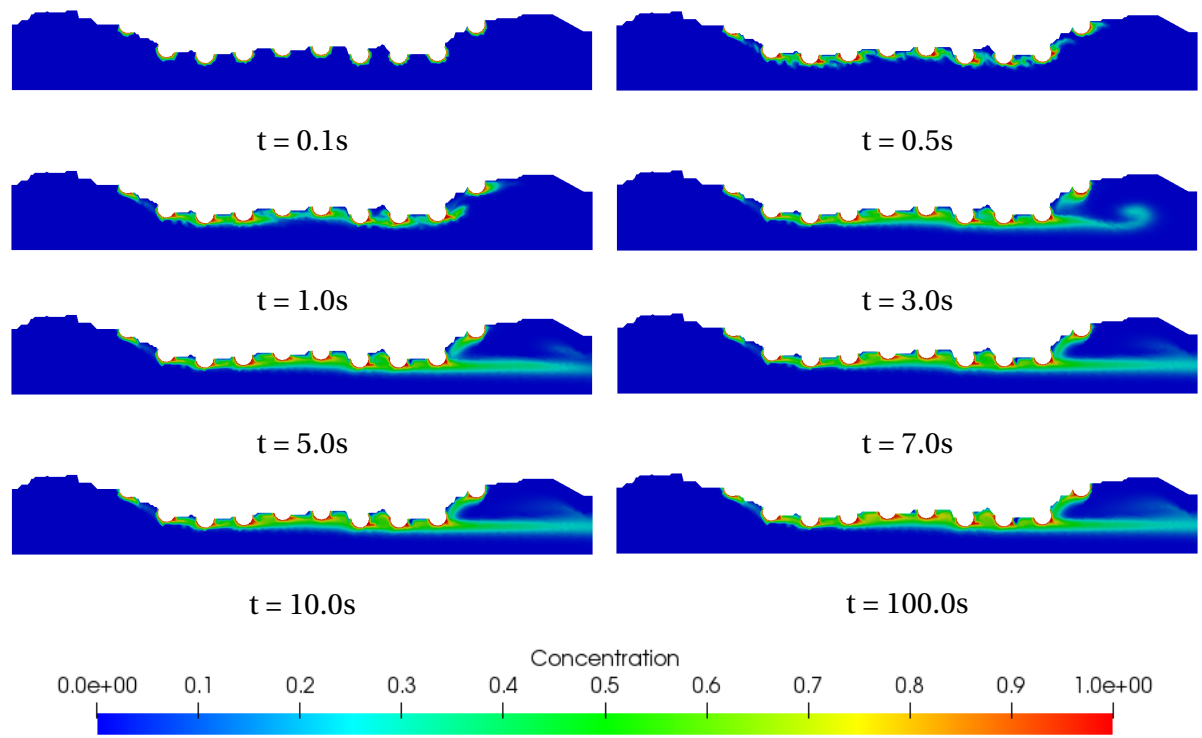 t = 0.1s
t = 0.5s
t = 1.0s
t = 3.0s
t = 5.0s
t = 7.0s
t = 10.0s
t = 100.0s
Concentration
0.0e+00 0.1 0.2 0.3 0.4 0.5 0.6 0.7 0.8 0.9 1.0e+00